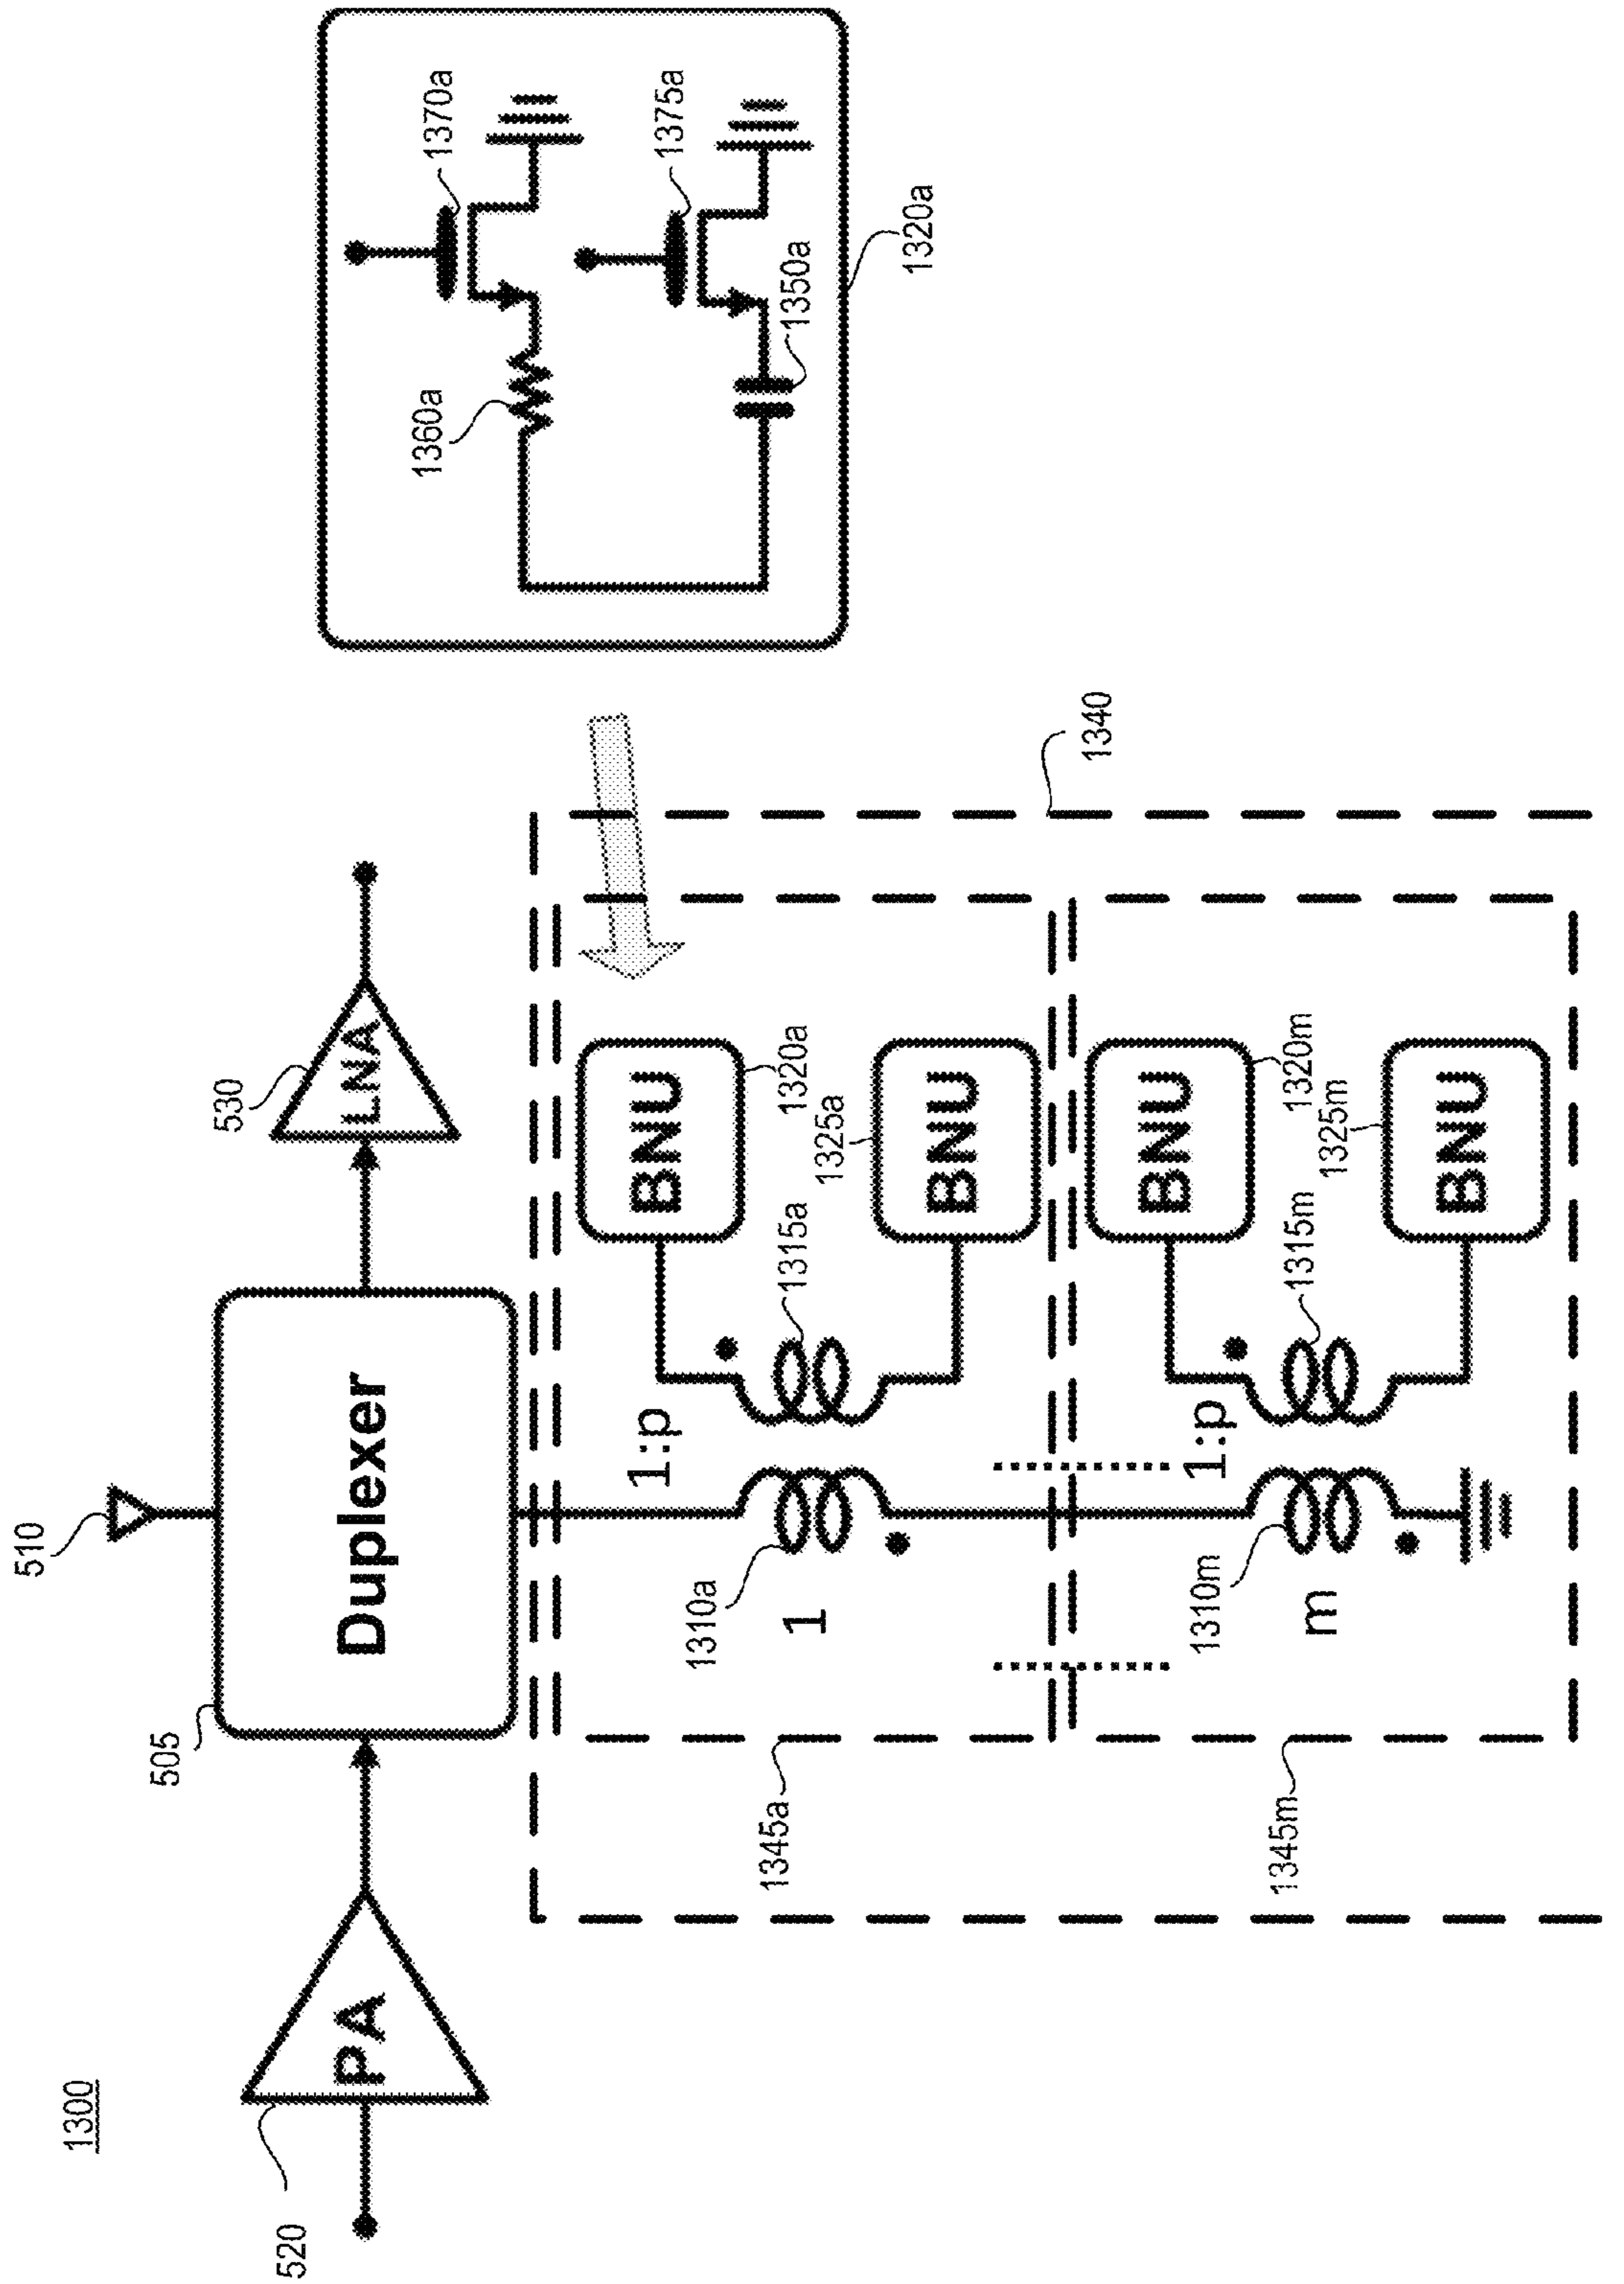 1300
510
505
530
520
PA
Duplexer
LNA
1340
1345a
1310a
1
1:p
1315a
BNU
1320a
1325a
BNU
1345m
1310m
m
1:p
1315m
BNU
1320m
1325m
BNU
1360a
1370a
1375a
1350a
1320a